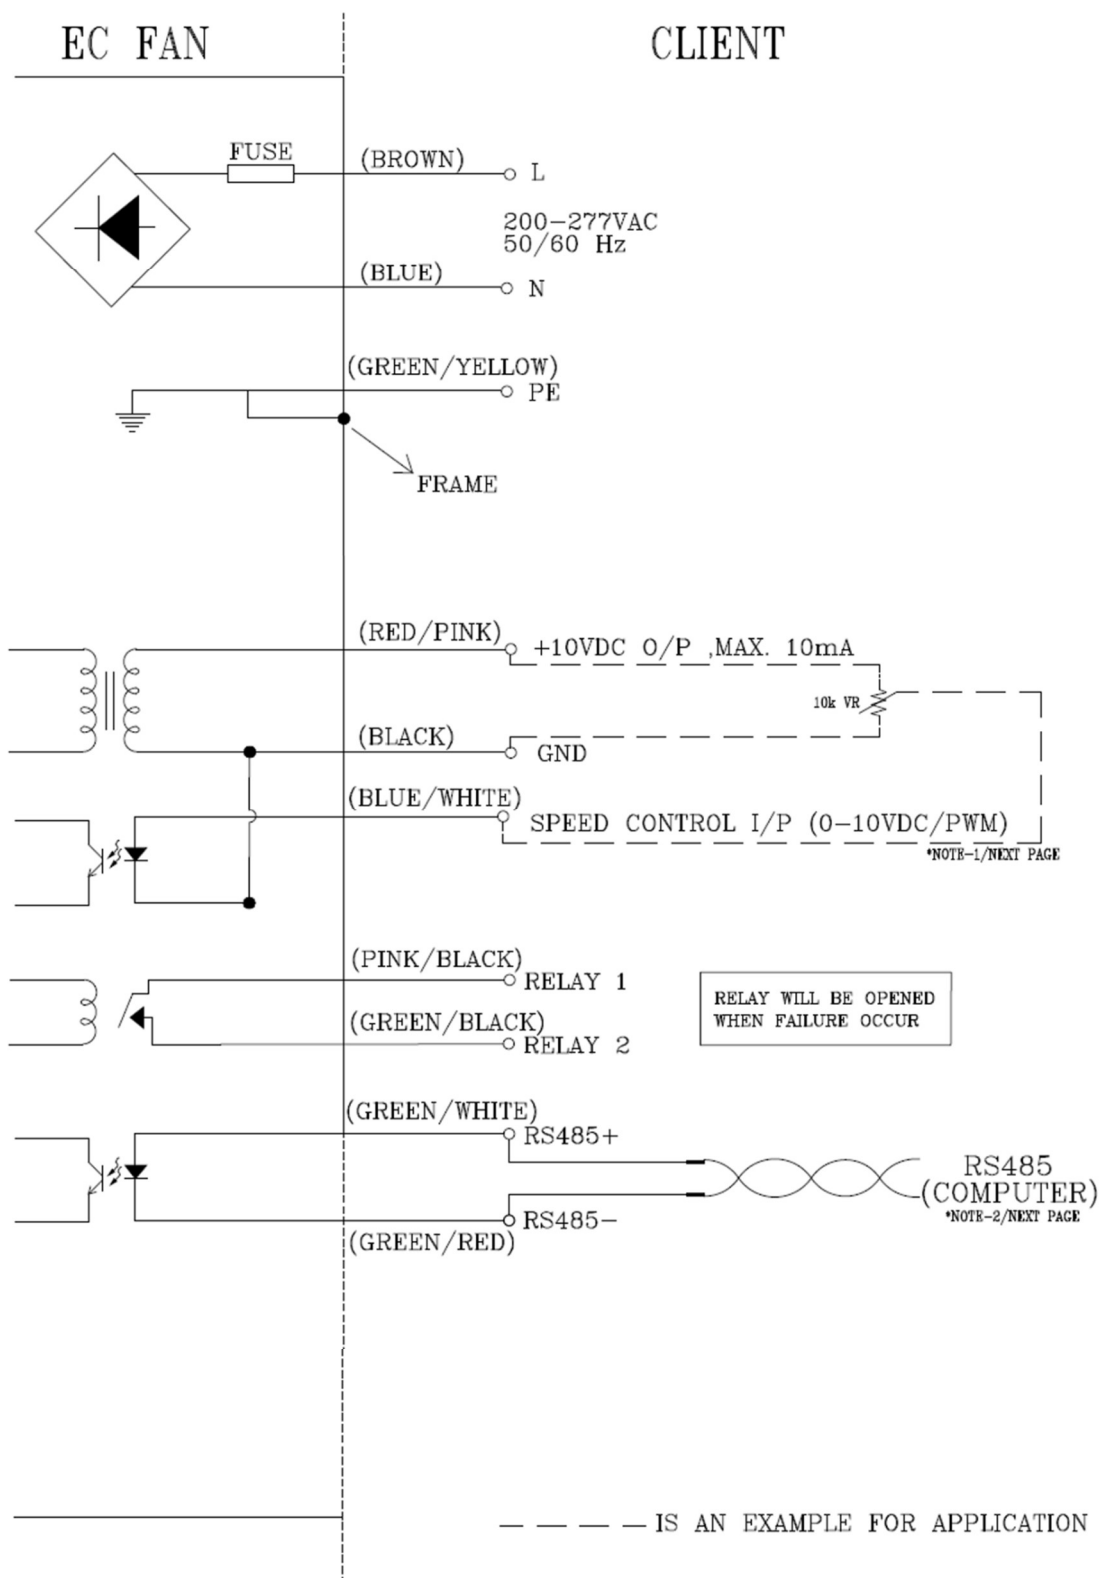 EC FAN
CLIENT
FUSE
(BROWN)
L
200-277VAC
50/60 Hz
(BLUE)
N
(GREEN/YELLOW)
PE
FRAME
(RED/PINK)
+10VDC O/P ,MAX. 10mA
10k VR
(BLACK)
GND
(BLUE/WHITE)
SPEED CONTROL I/P (0-10VDC/PWM)
*NOTE-1/NEXT PAGE
(PINK/BLACK)
RELAY 1
RELAY WILL BE OPENED
WHEN FAILURE OCCUR
(GREEN/BLACK)
RELAY 2
(GREEN/WHITE)
RS485+
RS485
(COMPUTER)
*NOTE-2/NEXT PAGE
RS485-
(GREEN/RED)
IS AN EXAMPLE FOR APPLICATION